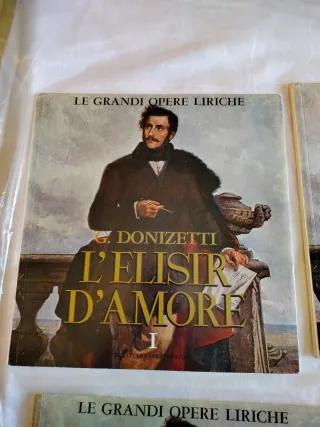 LE GRANDI OPERE LIRICHE
G. DONIZETTI
L'ELISIR
D'AMORE
I
LE GRANDI OPERE LIRICHE